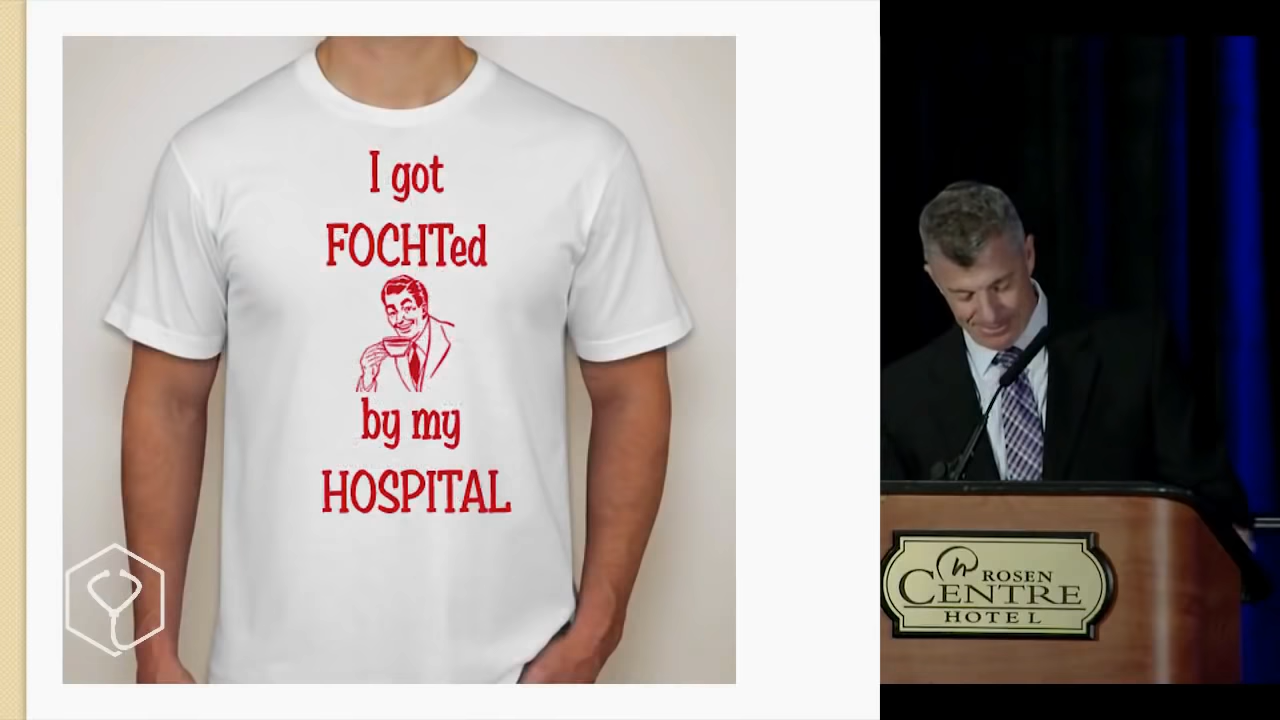 I got
FOCHTed
by my
HOSPITAL
ROSEN
CENTRE
HOTEL